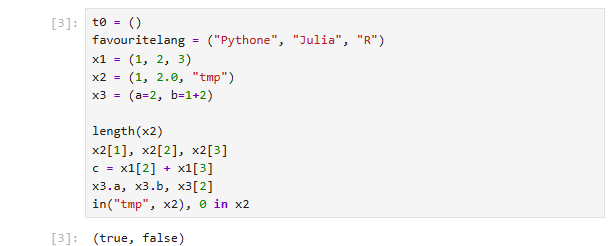 [3]: t0 = ()
favouritelang = ("Pythone", "Julia", "R")
x1 = (1, 2, 3)
x2 = (1, 2.0, "tmp")
x3 = (a=2, b=1+2)

length(x2)
x2[1], x2[2], x2[3]
c = x1[2] + x1[3]
x3.a, x3.b, x3[2]
in("tmp", x2), 0 in x2
[3]: (true, false)